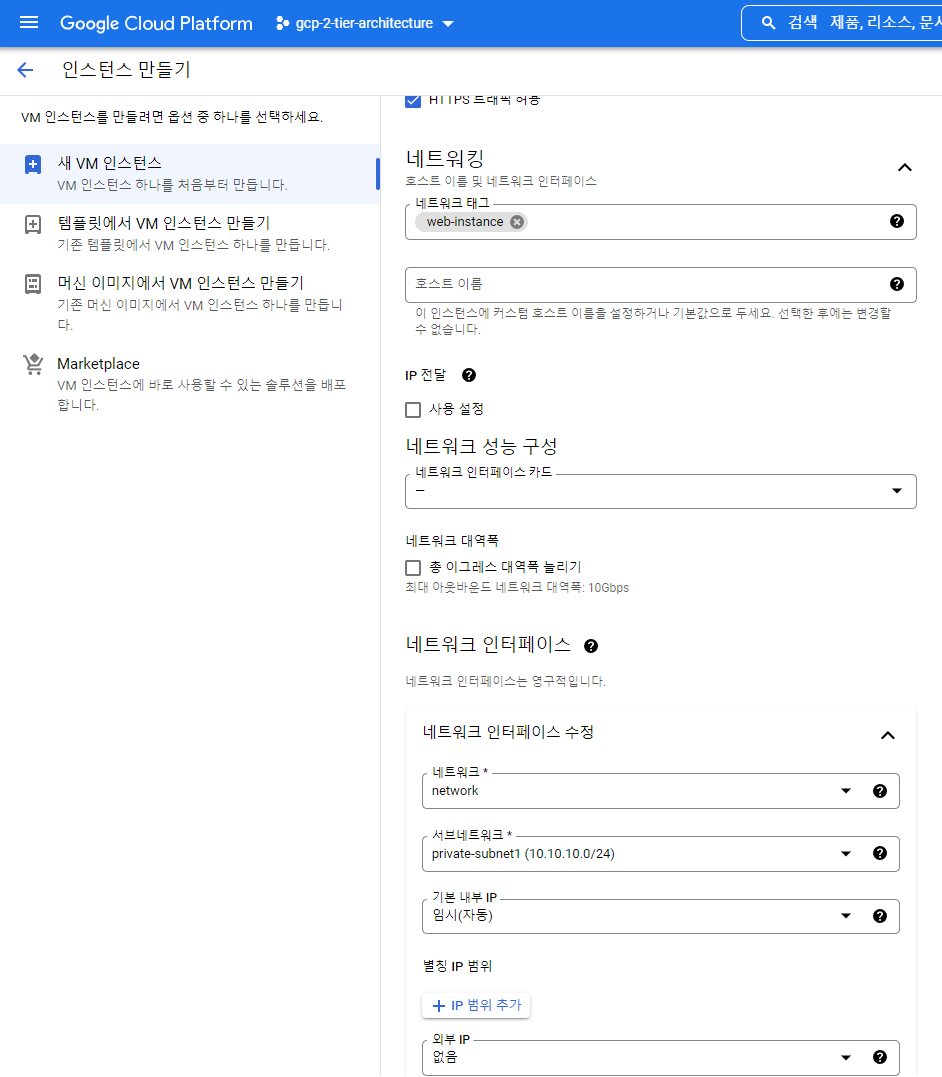 Google Cloud Platform
gcp-2-tier-architecture
검색 제품, 리소스, 문서
인스턴스 만들기
VM 인스턴스를 만들려면 옵션 중 하나를 선택하세요.
새 VM 인스턴스
VM 인스턴스 하나를 처음부터 만듭니다.
템플릿에서 VM 인스턴스 만들기
기존 템플릿에서 VM 인스턴스 하나를 만듭니다.
머신 이미지에서 VM 인스턴스 만들기
기존 머신 이미지에서 VM 인스턴스 하나를 만듭니
다.
Marketplace
VM 인스턴스에 바로 사용할 수 있는 솔루션을 배포
합니다.
HTTPS 트래픽 허용
네트워킹
호스트 이름 및 네트워크 인터페이스
네트워크 태그
web-instance
호스트 이름
이 인스턴스에 커스텀 호스트 이름을 설정하거나 기본값으로 두세요. 선택한 후에는 변경할
수 없습니다.
IP 전달
사용 설정
네트워크 성능 구성
네트워크 인터페이스 카드
–
네트워크 대역폭
총 이그레스 대역폭 늘리기
최대 아웃바운드 네트워크 대역폭: 10Gbps
네트워크 인터페이스
네트워크 인터페이스는 영구적입니다.
네트워크 인터페이스 수정
네트워크 *
network
서브네트워크 *
private-subnet1 (10.10.10.0/24)
기본 내부 IP
임시(자동)
별칭 IP 범위
+ IP 범위 추가
외부 IP
없음